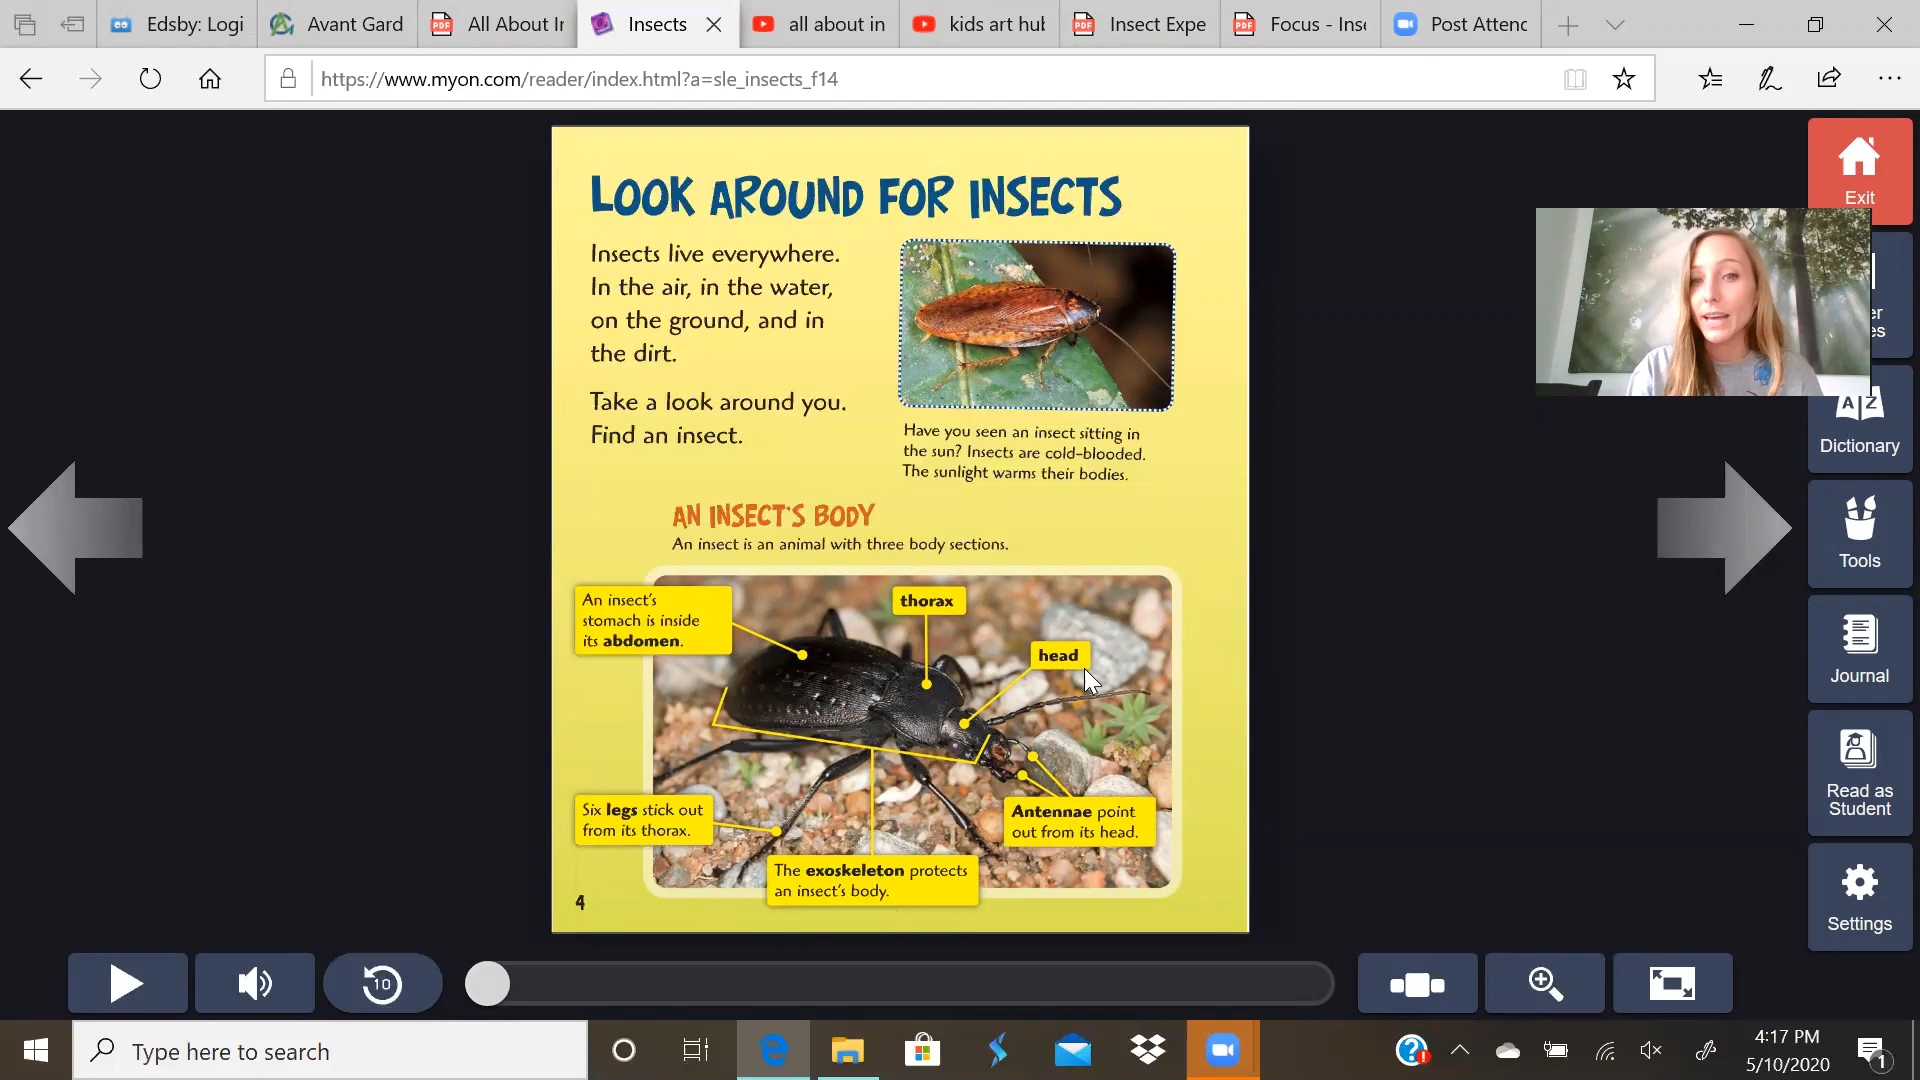 Edsby: Logi
Avant Gard
All About Ir
Insects
all about in
kids art hub
Insect Expe
Focus - Inse
Post Attenc
https://www.myon.com/reader/index.html?a=sle_insects_f14
LOOK AROUND FOR INSECTS
Insects live everywhere.
In the air, in the water,
on the ground, and in
the dirt.
Take a look around you.
Find an insect.
Have you seen an insect sitting in
the sun? Insects are cold-blooded.
The sunlight warms their bodies.
AN INSECT'S BODY
An insect is an animal with three body sections.
An insect's
stomach is inside
its abdomen.
thorax
head
Six legs stick out
from its thorax.
Antennae point
out from its head.
The exoskeleton protects
an insect's body.
4
Exit
er
es
A Z
Dictionary
Tools
Journal
Read as
Student
Settings
10
Type here to search
4:17 PM
5/10/2020
1